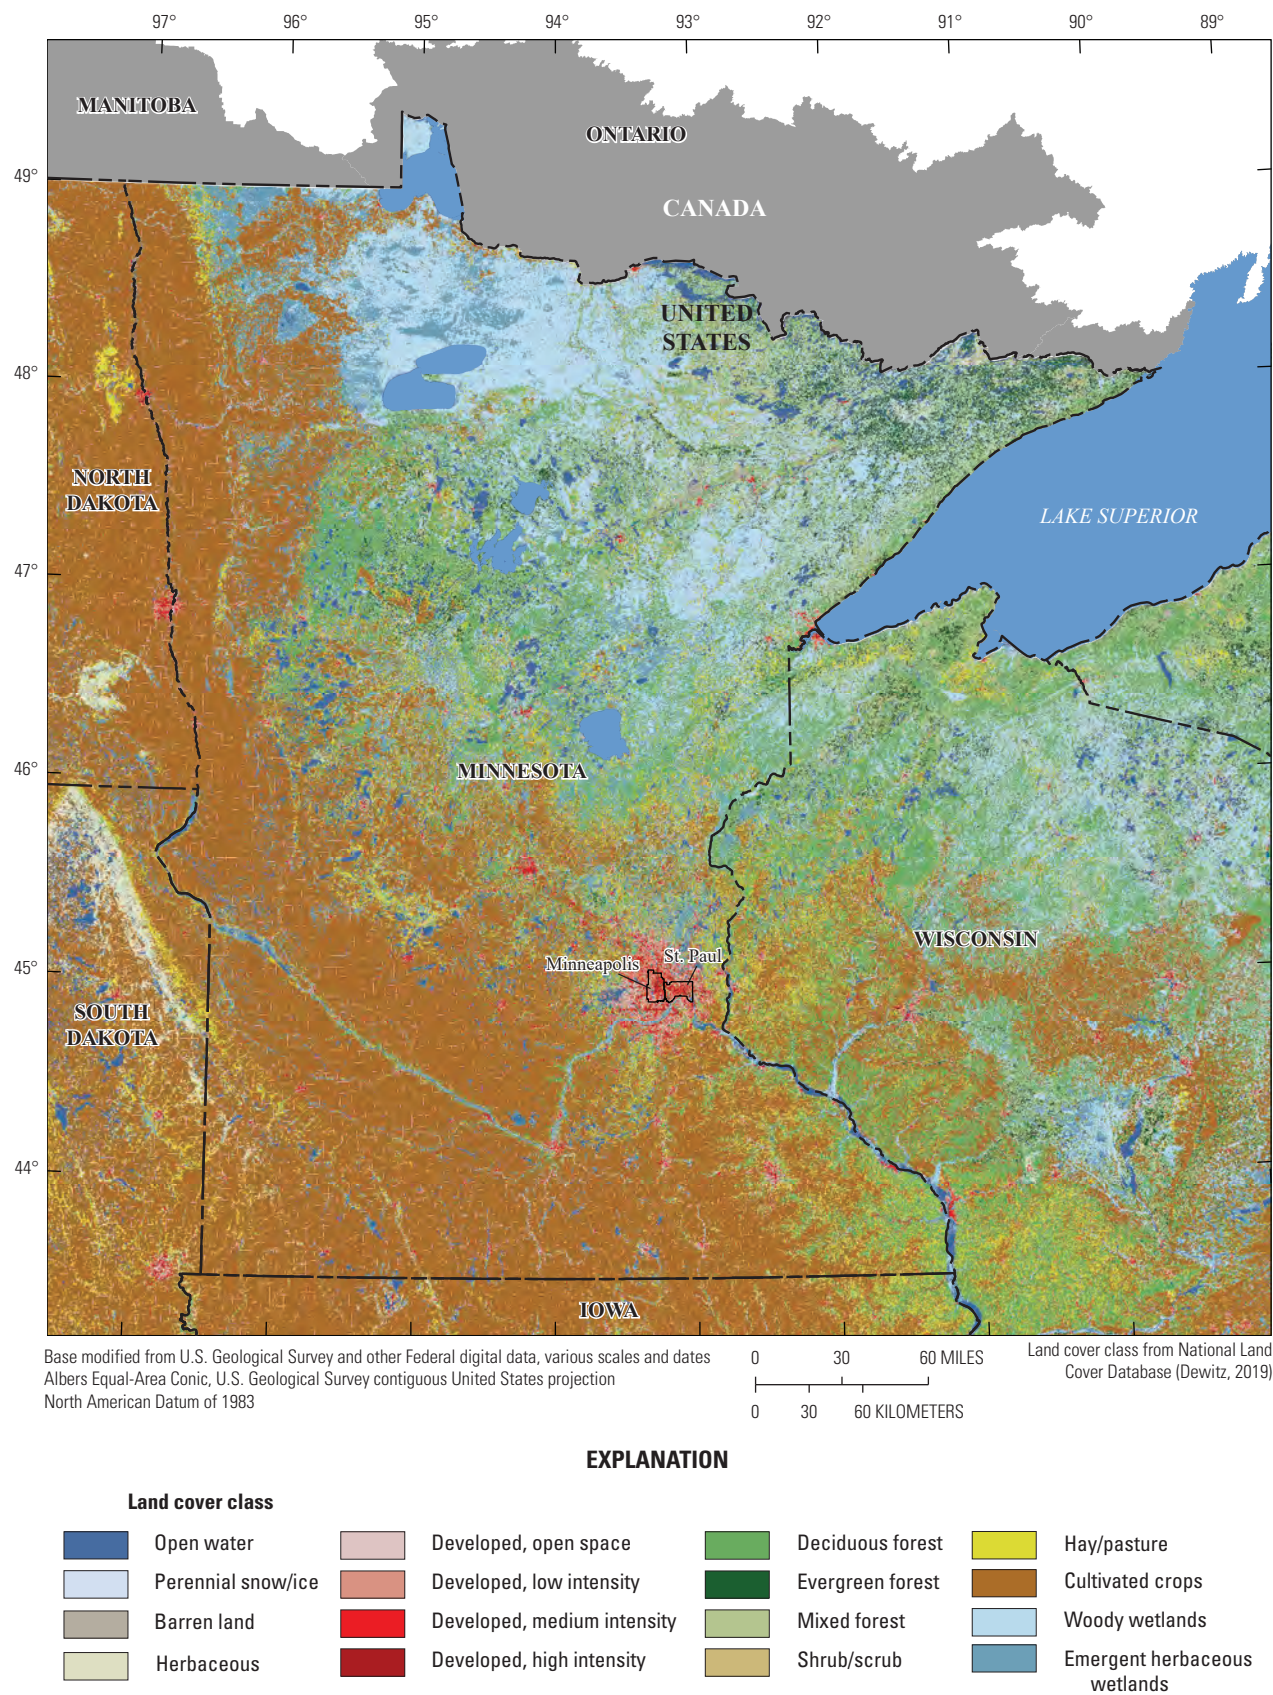 97° 96° 95° 94° 93° 92° 91° 90° 89°
MANITOBA
ONTARIO
49°
CANADA
UNITED
STATES
48°
NORTH
DAKOTA
LAKE SUPERIOR
47°
46°
MINNESOTA
WISCONSIN
Minneapolis
St. Paul
45°
SOUTH
DAKOTA
44°
IOWA
Base modified from U.S. Geological Survey and other Federal digital data, various scales and dates
Albers Equal-Area Conic, U.S. Geological Survey contiguous United States projection
North American Datum of 1983
0 30 60 MILES
0 30 60 KILOMETERS
Land cover class from National Land
Cover Database (Dewitz, 2019)
EXPLANATION
Land cover class
Open water
Perennial snow/ice
Barren land
Herbaceous
Developed, open space
Developed, low intensity
Developed, medium intensity
Developed, high intensity
Deciduous forest
Evergreen forest
Mixed forest
Shrub/scrub
Hay/pasture
Cultivated crops
Woody wetlands
Emergent herbaceous
wetlands